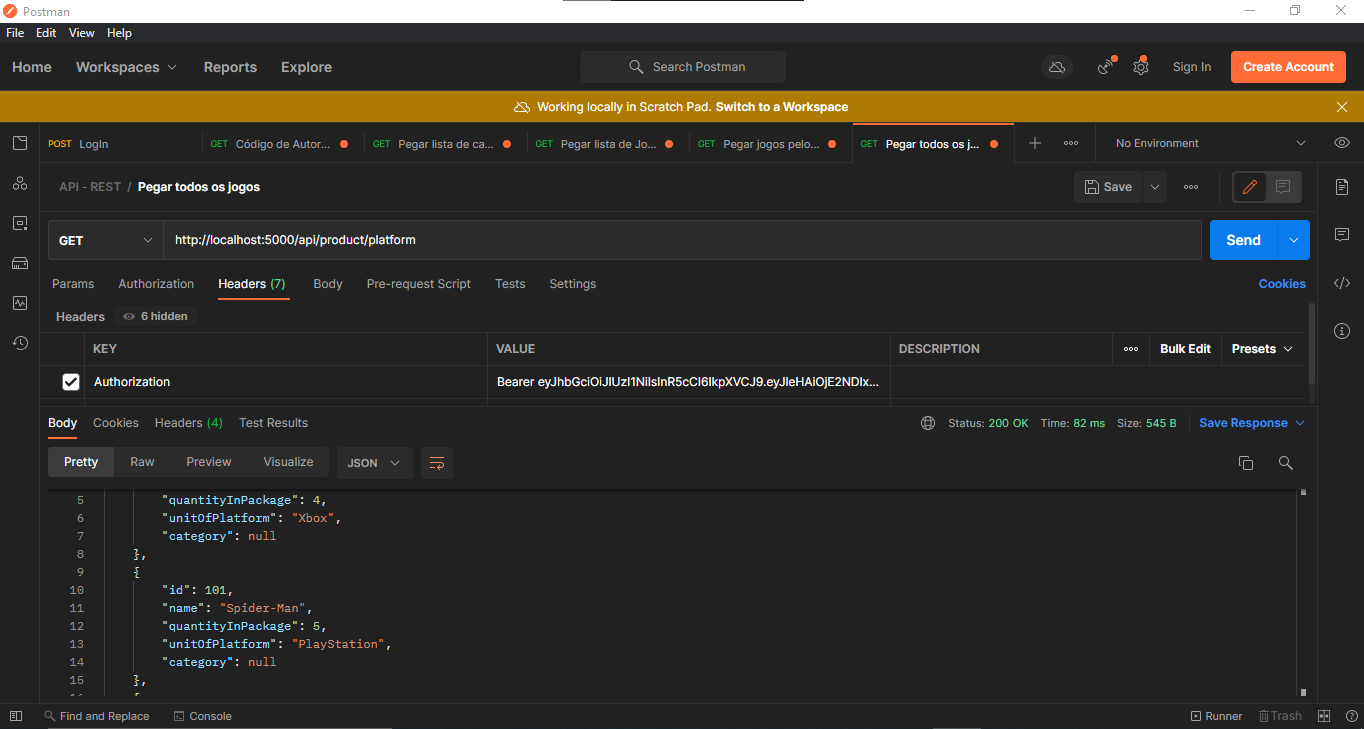 Postman
File Edit View Help
Home Workspaces Reports Explore Search Postman Sign In Create Account
Working locally in Scratch Pad. Switch to a Workspace
POST LogIn GET Código de Autor... GET Pegar lista de ca... GET Pegar lista de Jo... GET Pegar jogos pelo... GET Pegar todos os j... No Environment
API - REST / Pegar todos os jogos Save
GET http://localhost:5000/api/product/platform Send
Params Authorization Headers (7) Body Pre-request Script Tests Settings Cookies
Headers 6 hidden
KEY VALUE DESCRIPTION Bulk Edit Presets
Authorization Bearer
Body Cookies Headers (4) Test Results Status: 200 OK Time: 82 ms Size: 545 B Save Response
Pretty Raw Preview Visualize JSON
5 "quantityInPackage": 4,
6 "unitOfPlatform": "Xbox",
7 "category": null
8 },
9 {
10 "id": 101,
11 "name": "Spider-Man",
12 "quantityInPackage": 5,
13 "unitOfPlatform": "PlayStation",
14 "category": null
15 },
Find and Replace Console Runner Trash